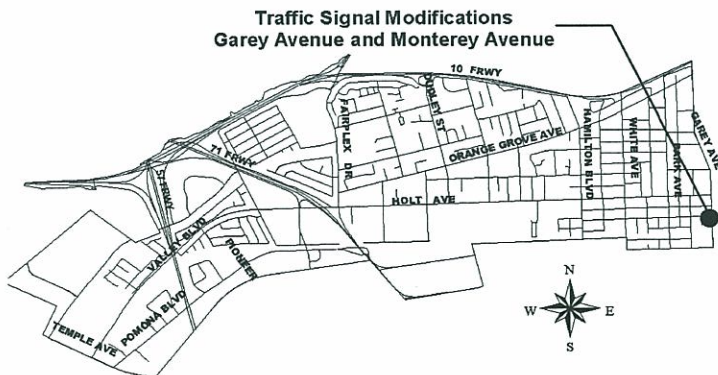 Traffic Signal Modifications
Garey Avenue and Monterey Avenue
10 FRWY
DUDLEY ST
FAIRPLEX DR
HAMILTON BLVD
WHITE AVE
GAREY AVE
PARK AVE
ORANGE GROVE AVE
71 FRWY
57 FRWY
HOLT AVE
VALLEY BLVD
PIONEER
POMONA BLVD
TEMPLE AVE
N
W E
S